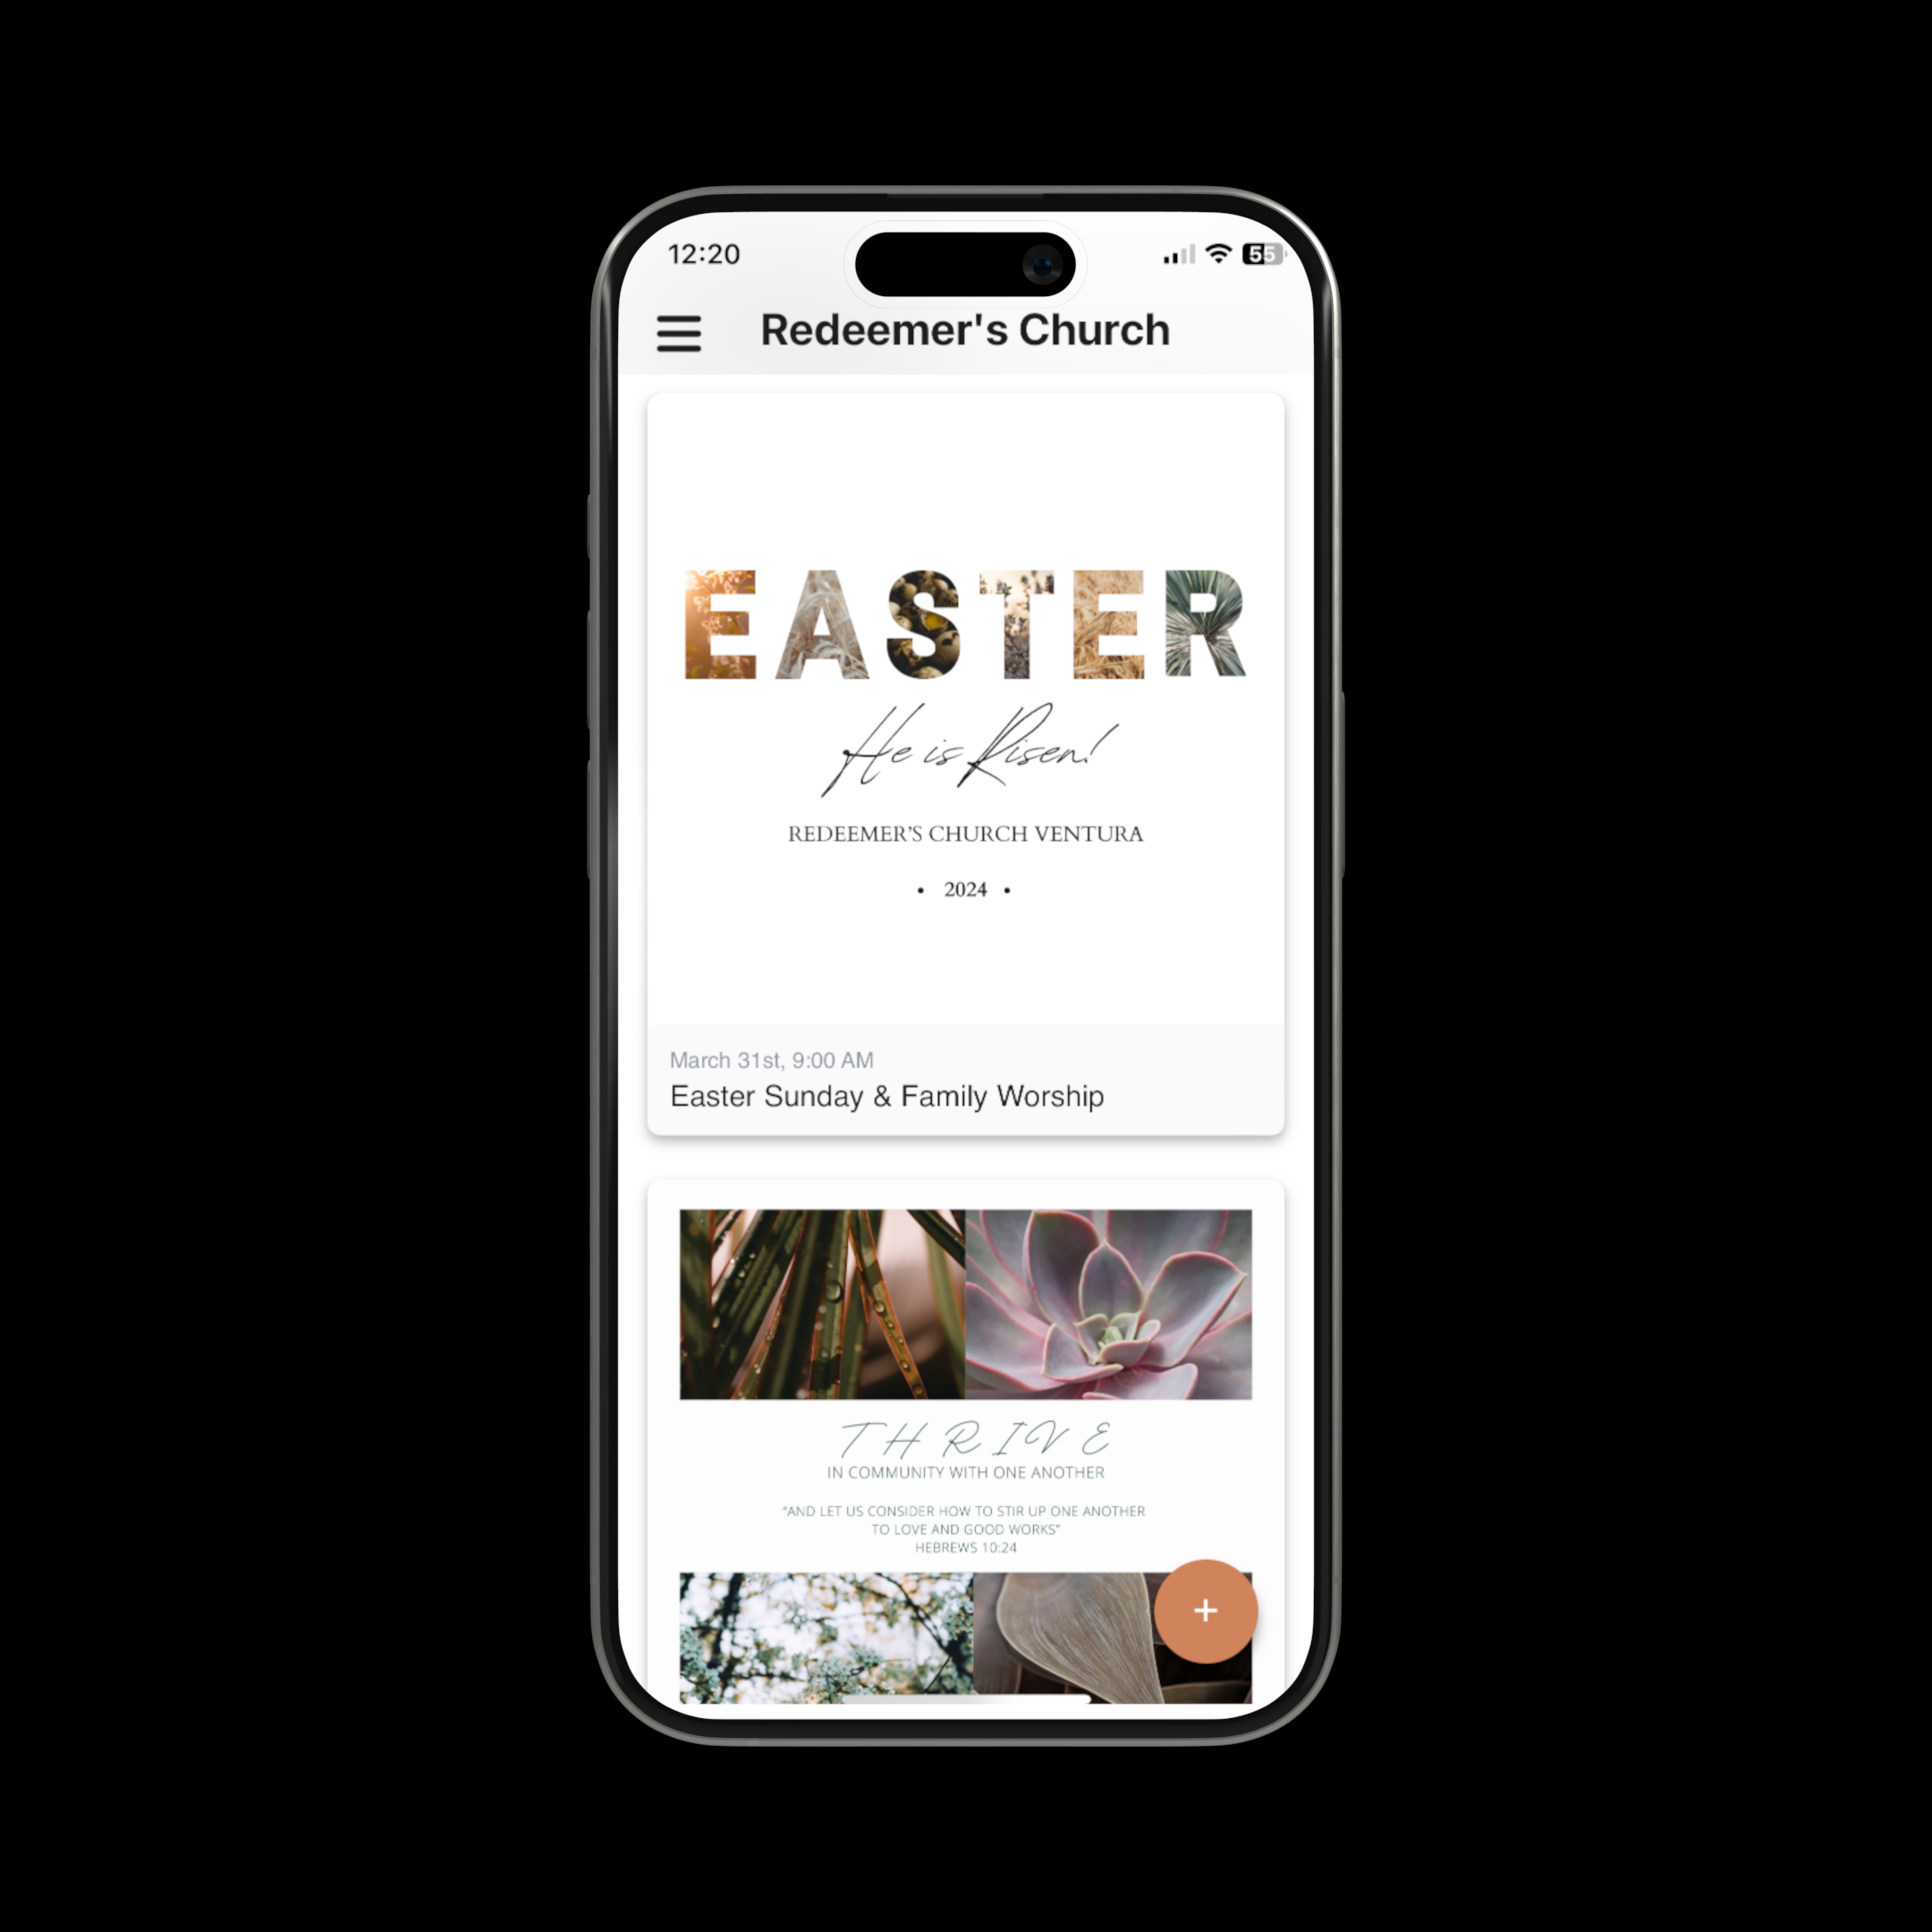 12:20
55
Redeemer's Church
EASTER
He is Risen!
REDEEMER’S CHURCH VENTURA
• 2024 •
March 31st, 9:00 AM
Easter Sunday & Family Worship
THRIVE
IN COMMUNITY WITH ONE ANOTHER
“AND LET US CONSIDER HOW TO STIR UP ONE ANOTHER
TO LOVE AND GOOD WORKS”
HEBREWS 10:24
+